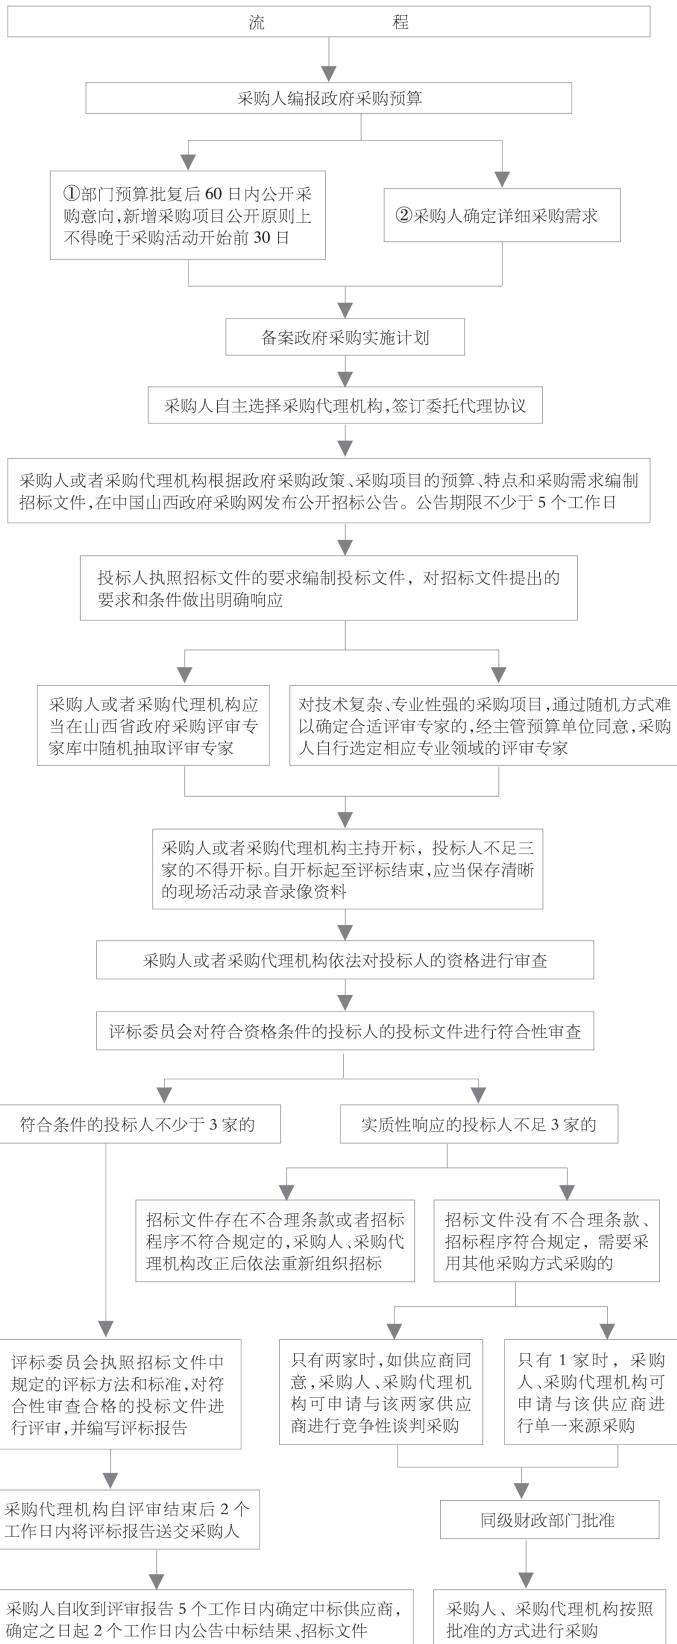 流程
采购人编报政府采购预算
①部门预算批复后 60 日内公开采
购意向,新增采购项目公开原则上
不得晚于采购活动开始前 30 日
②采购人确定详细采购需求
备案政府采购实施计划
采购人自主选择采购代理机构,签订委托代理协议
采购人或者采购代理机构根据政府采购政策、采购项目的预算、特点和采购需求编制
招标文件,在中国山西政府采购网发布公开招标公告。公告期限不少于 5 个工作日
投标人执照招标文件的要求编制投标文件，对招标文件提出的
要求和条件做出明确响应
采购人或者采购代理机构应
当在山西省政府采购评审专
家库中随机抽取评审专家
对技术复杂、专业性强的采购项目,通过随机方式难
以确定合适评审专家的,经主管预算单位同意,采购
人自行选定相应专业领域的评审专家
采购人或者采购代理机构主持开标，投标人不足三
家的不得开标。自开标起至评标结束,应当保存清晰
的现场活动录音录像资料
采购人或者采购代理机构依法对投标人的资格进行审查
评标委员会对符合资格条件的投标人的投标文件进行符合性审查
符合条件的投标人不少于 3 家的
实质性响应的投标人不足 3 家的
招标文件存在不合理条款或者招标
程序不符合规定的,采购人、采购代
理机构改正后依法重新组织招标
招标文件没有不合理条款、
招标程序符合规定，需要采
用其他采购方式采购的
评标委员会执照招标文件中
规定的评标方法和标准,对符
合性审查合格的投标文件进
行评审,并编写评标报告
只有两家时,如供应商同
意,采购人、采购代理机
构可申请与该两家供应
商进行竞争性谈判采购
只有 1 家时，采购
人、采购代理机构可
申请与该供应商进
行单一来源采购
采购代理机构自评审结束后 2 个
工作日内将评标报告送交采购人
同级财政部门批准
采购人自收到评审报告 5 个工作日内确定中标供应商，
确定之日起 2 个工作日内公告中标结果、招标文件
采购人、采购代理机构按照
批准的方式进行采购